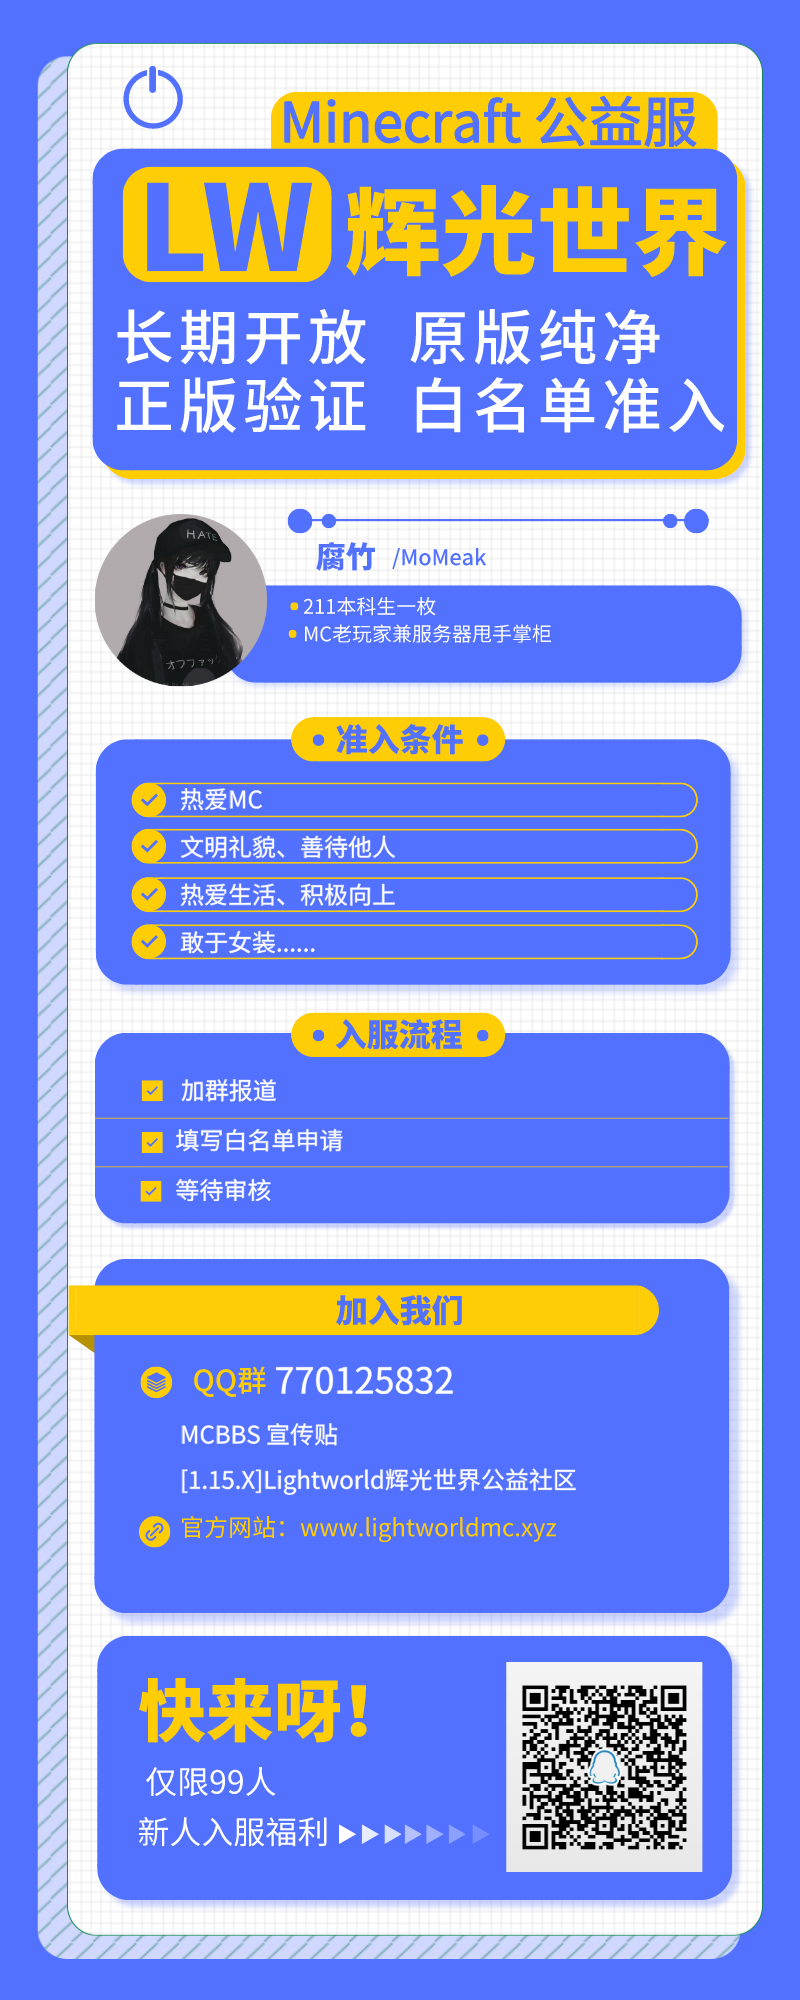 Minecraft 公益服
LW 辉光世界
长期开放 原版纯净
正版验证 白名单准入
HATE
腐竹 /MoMeak
211本科生一枚
MC老玩家兼服务器甩手掌柜
准入条件
热爱MC
文明礼貌、善待他人
热爱生活、积极向上
敢于女装......
入服流程
加群报道
填写白名单申请
等待审核
加入我们
QQ群 770125832
MCBBS 宣传贴
[1.15.X]Lightworld辉光世界公益社区
官方网站：www.lightworldmc.xyz
快来呀!
仅限99人
新人入服福利